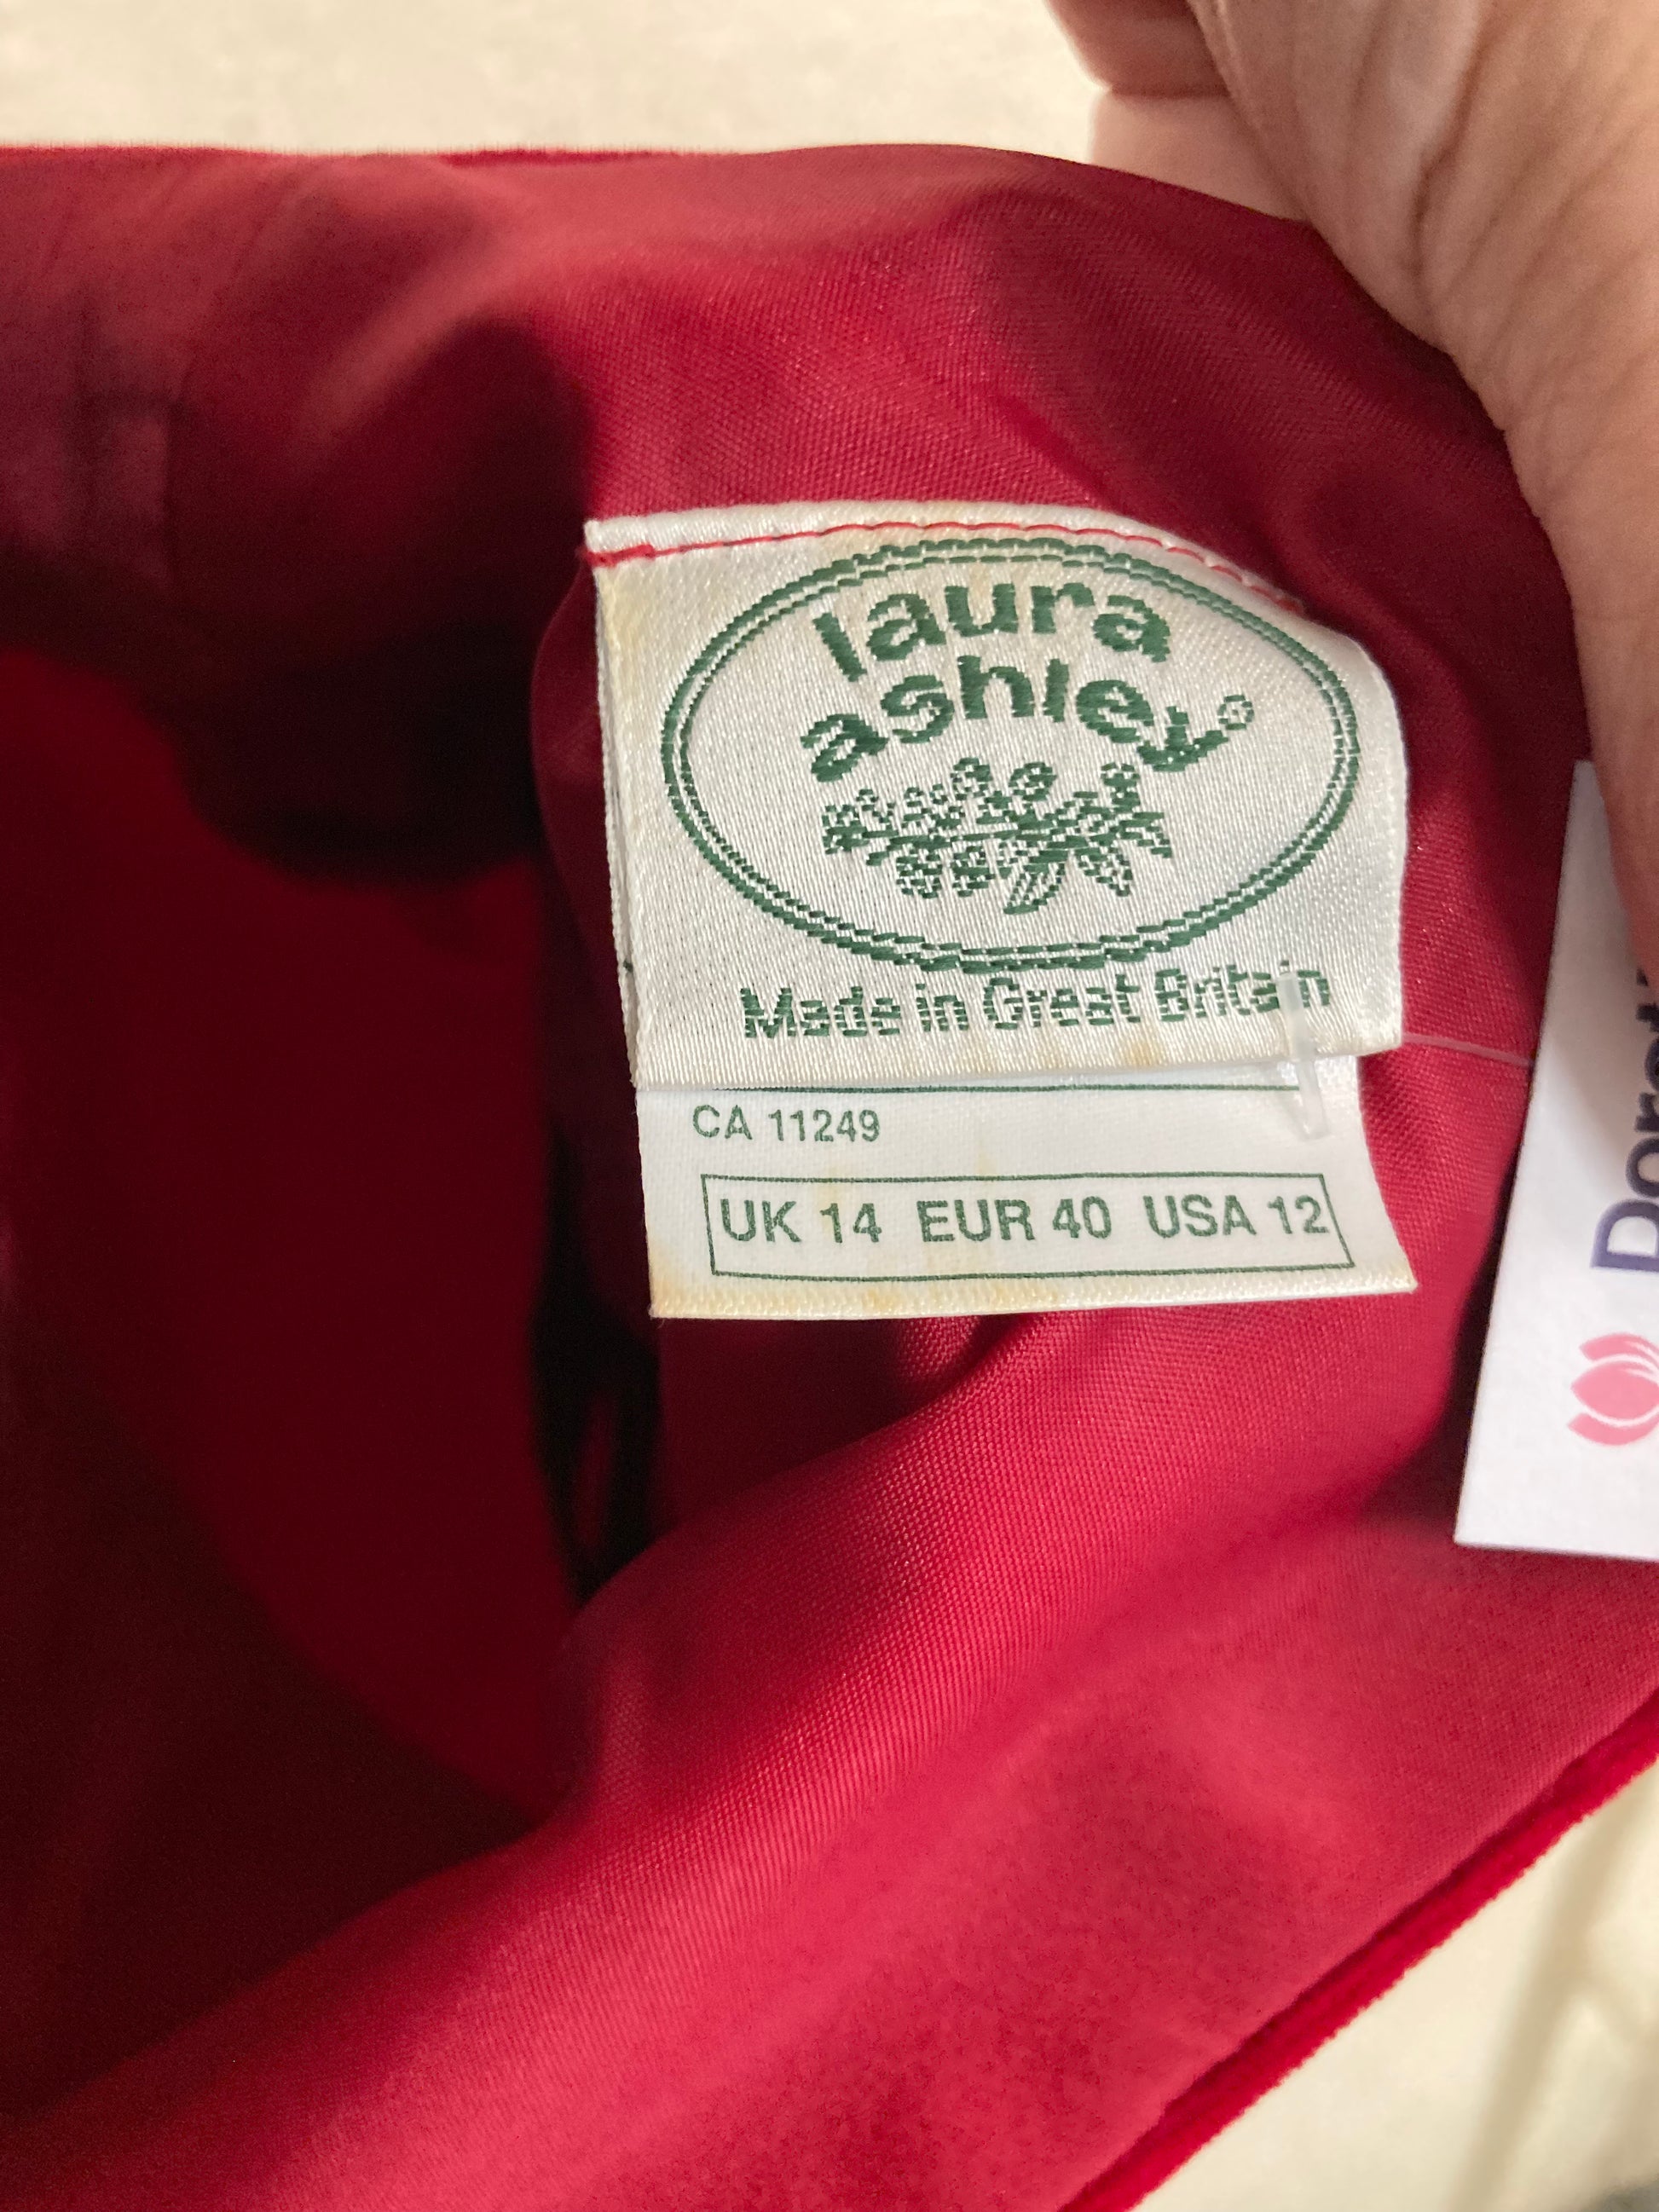 laura
ashley®
Made in Great Britain
CA 11249
UK 14 EUR 40 USA 12